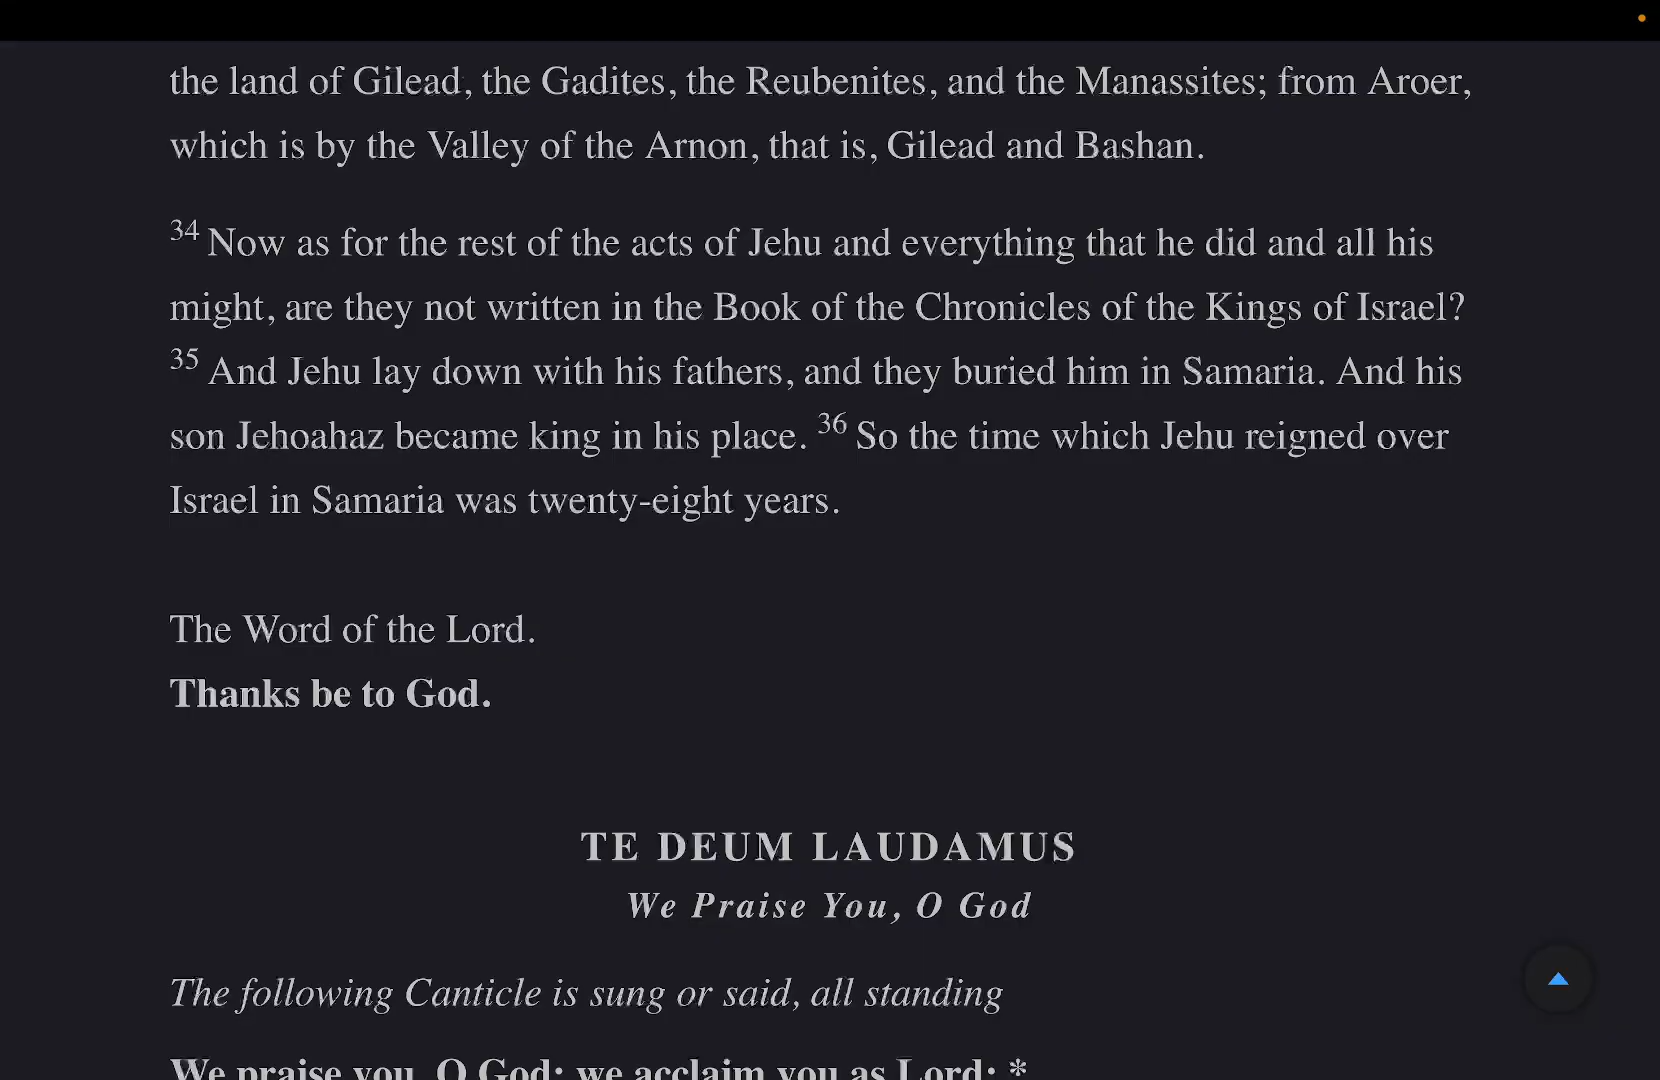 the land of Gilead, the Gadites, the Reubenites, and the Manassites; from Aroer,
which is by the Valley of the Arnon, that is, Gilead and Bashan.
34 Now as for the rest of the acts of Jehu and everything that he did and all his
might, are they not written in the Book of the Chronicles of the Kings of Israel?
35 And Jehu lay down with his fathers, and they buried him in Samaria. And his
son Jehoahaz became king in his place. 36 So the time which Jehu reigned over
Israel in Samaria was twenty-eight years.
The Word of the Lord.
Thanks be to God.
TE DEUM LAUDAMUS
We Praise You, O God
The following Canticle is sung or said, all standing
We praise you, O God; we acclaim you as Lord; *